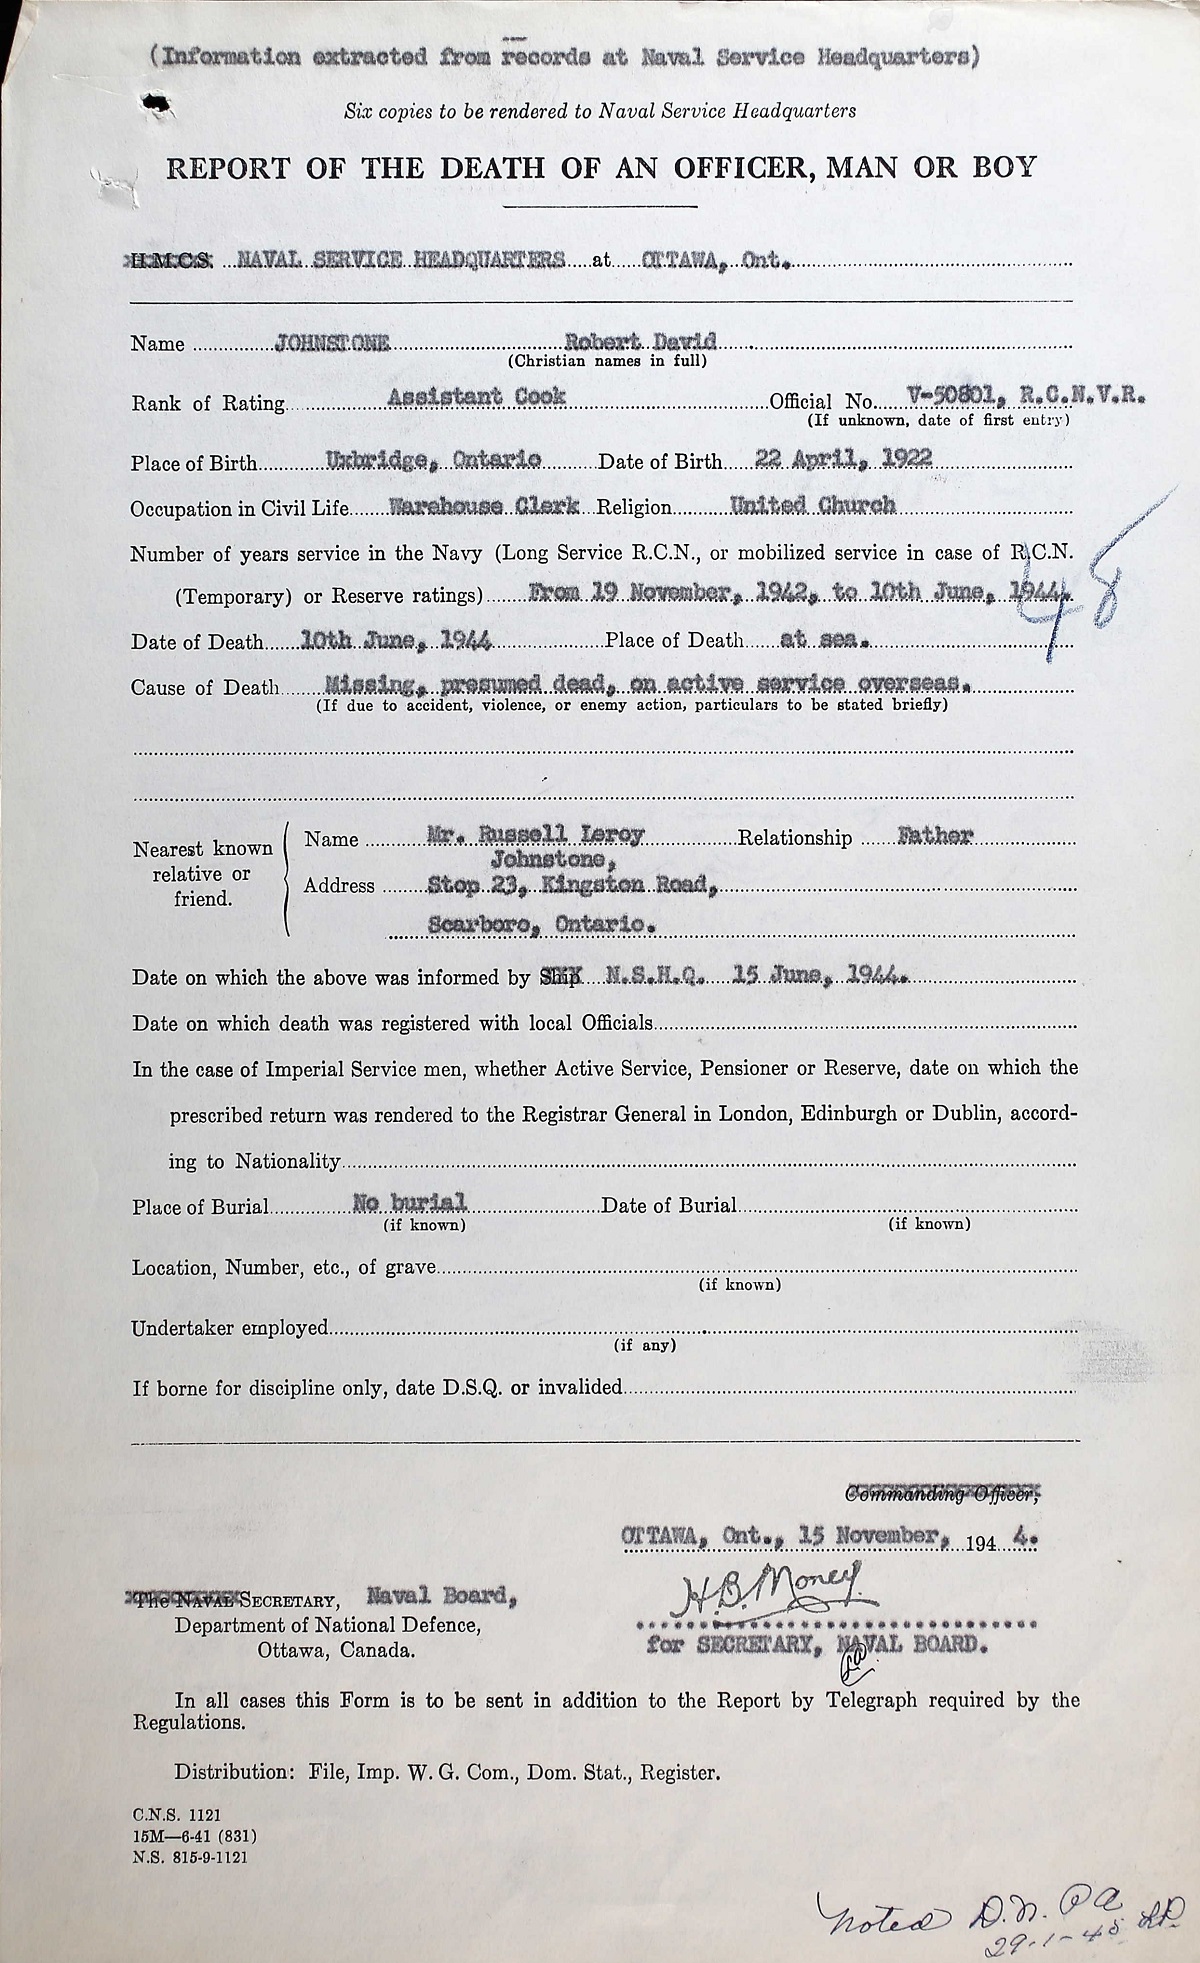 (Information extracted from records at Naval Service Headquarters)
Six copies to be rendered to Naval Service Headquarters
REPORT OF THE DEATH OF AN OFFICER, MAN OR BOY
H.M.C.S. NAVAL SERVICE HEADQUARTERS at OTTAWA, Ont.
Name JOHNSTONE Robert David
(Christian names in full)
Rank of Rating Assistant Cook Official No. V-50801, R.C.N.V.R.
(If unknown, date of first entry)
Place of Birth Uxbridge, Ontario Date of Birth 22 April, 1922
Occupation in Civil Life Warehouse Clerk Religion United Church
Number of years service in the Navy (Long Service R.C.N., or mobilized service in case of R.C.N.
(Temporary) or Reserve ratings) From 19 November, 1942, to 10th June, 1944.
48
Date of Death 10th June, 1944 Place of Death at sea.
Cause of Death Missing, presumed dead, on active service overseas.
(If due to accident, violence, or enemy action, particulars to be stated briefly)
Nearest known relative or friend.
Name Mr. Russell Leroy Johnstone, Relationship Father
Address Stop 23, Kingston Road,
Scarboro, Ontario.
Date on which the above was informed by Ship N.S.H.Q. 15 June, 1944.
Date on which death was registered with local Officials
In the case of Imperial Service men, whether Active Service, Pensioner or Reserve, date on which the
prescribed return was rendered to the Registrar General in London, Edinburgh or Dublin, accord-
ing to Nationality
Place of Burial No burial Date of Burial
(if known) (if known)
Location, Number, etc., of grave
(if known)
Undertaker employed
(if any)
If borne for discipline only, date D.S.Q. or invalided
Commanding Officer,
OTTAWA, Ont., 15 November, 194 4.
H.B. Money
The NAVAL SECRETARY, Naval Board,
Department of National Defence,
Ottawa, Canada.
for SECRETARY, NAVAL BOARD.
In all cases this Form is to be sent in addition to the Report by Telegraph required by the
Regulations.
Distribution: File, Imp. W. G. Com., Dom. Stat., Register.
C.N.S. 1121
15M—6-41 (831)
N.S. 815-9-1121
Noted D.N.PA
29-1-45